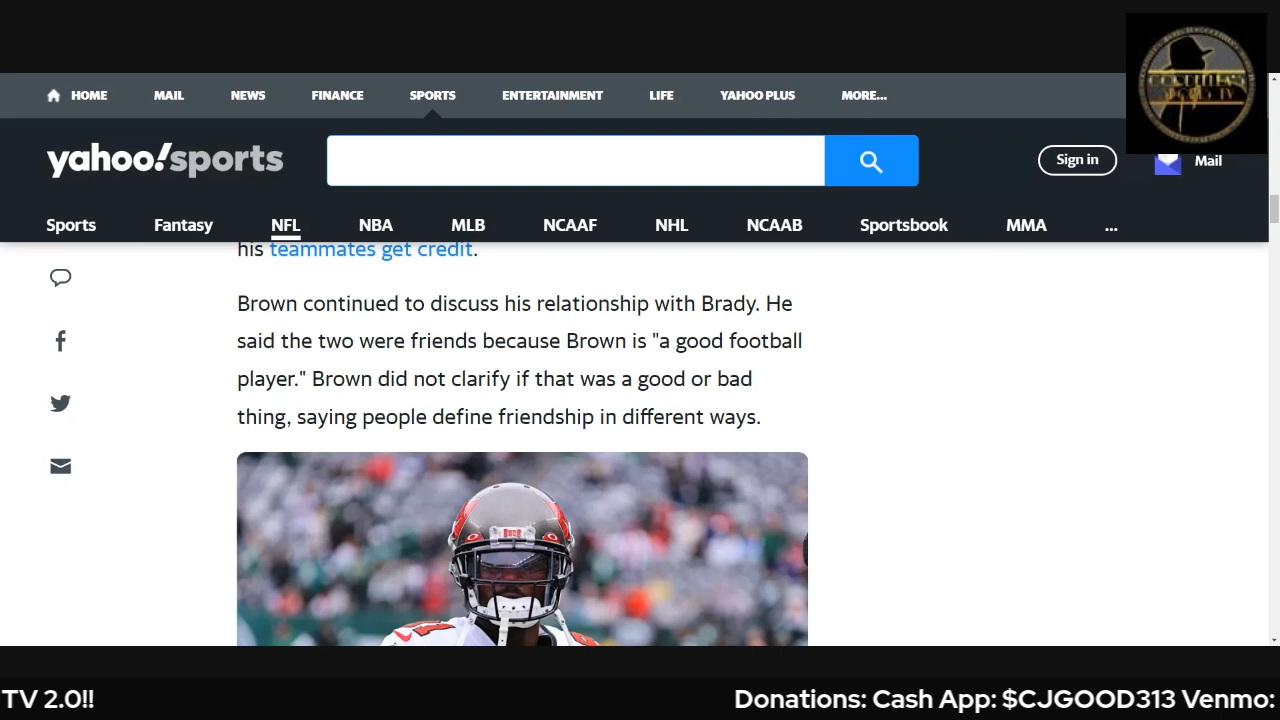 HOME MAIL NEWS FINANCE SPORTS ENTERTAINMENT LIFE YAHOO PLUS MORE...
yahoo!sports
Sign in
Mail
Sports Fantasy NFL NBA MLB NCAAF NHL NCAAB Sportsbook MMA ...
his teammates get credit.
Brown continued to discuss his relationship with Brady. He
said the two were friends because Brown is "a good football
player." Brown did not clarify if that was a good or bad
thing, saying people define friendship in different ways.
BUCS
TV 2.0!! Donations: Cash App: $CJGOOD313 Venmo: